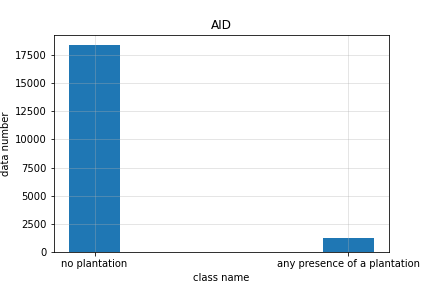 AID
17500
15000
12500
10000
7500
5000
2500
0
data number
no plantation
any presence of a plantation
class name